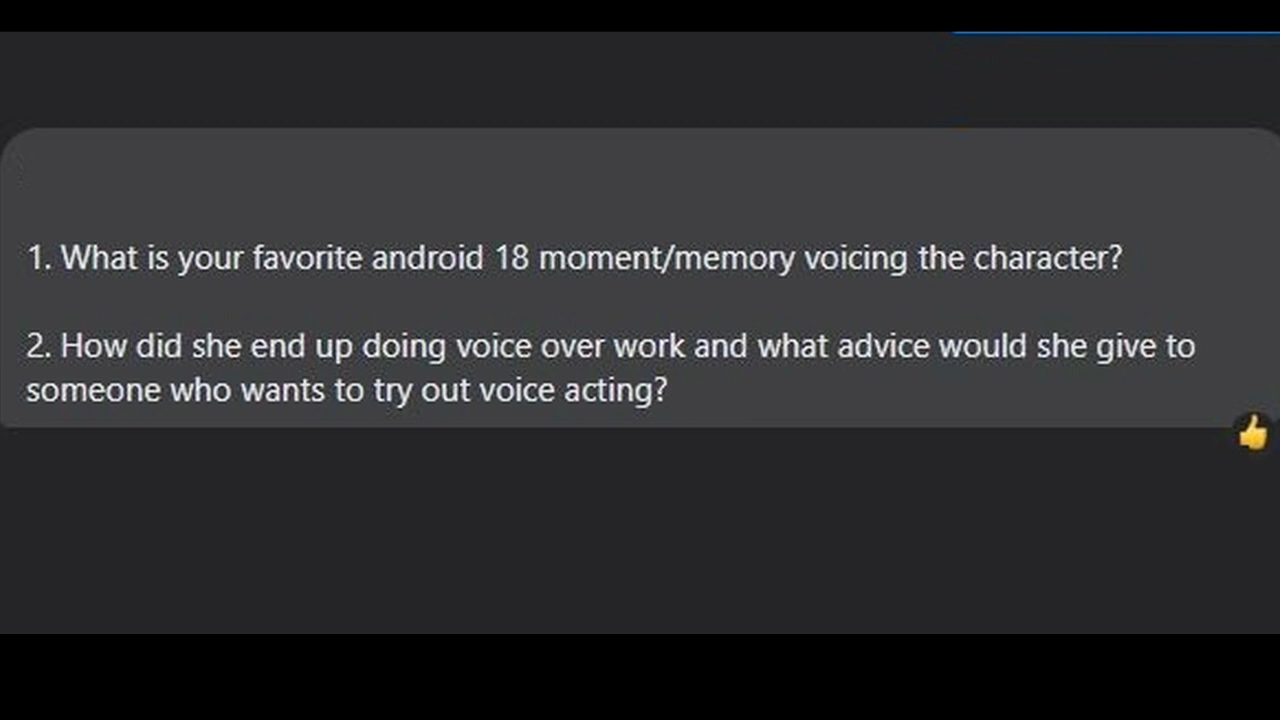 1. What is your favorite android 18 moment/memory voicing the character?
2. How did she end up doing voice over work and what advice would she give to
someone who wants to try out voice acting?